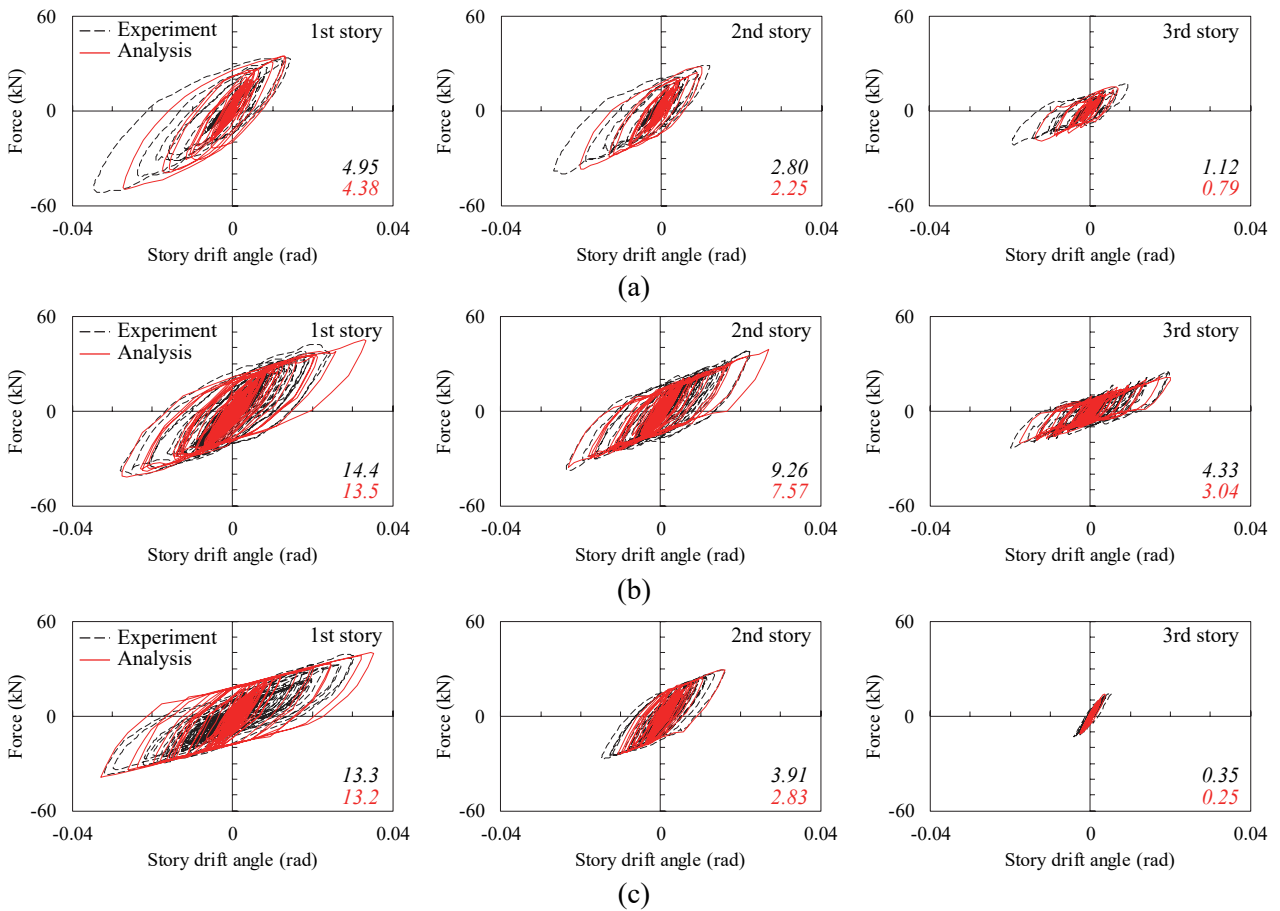 60
Experiment
1st story
Analysis
Force (kN)
0
4.95
4.38
-60
-0.04
0
0.04
Story drift angle (rad)
60
2nd story
Force (kN)
0
2.80
2.25
-60
-0.04
0
0.04
Story drift angle (rad)
60
3rd story
Force (kN)
0
1.12
0.79
-60
-0.04
0
0.04
Story drift angle (rad)
(a)
60
Experiment
1st story
Analysis
Force (kN)
0
14.4
13.5
-60
-0.04
0
0.04
Story drift angle (rad)
60
2nd story
Force (kN)
0
9.26
7.57
-60
-0.04
0
0.04
Story drift angle (rad)
60
3rd story
Force (kN)
0
4.33
3.04
-60
-0.04
0
0.04
Story drift angle (rad)
(b)
60
Experiment
1st story
Analysis
Force (kN)
0
13.3
13.2
-60
-0.04
0
0.04
Story drift angle (rad)
60
2nd story
Force (kN)
0
3.91
2.83
-60
-0.04
0
0.04
Story drift angle (rad)
60
3rd story
Force (kN)
0
0.35
0.25
-60
-0.04
0
0.04
Story drift angle (rad)
(c)